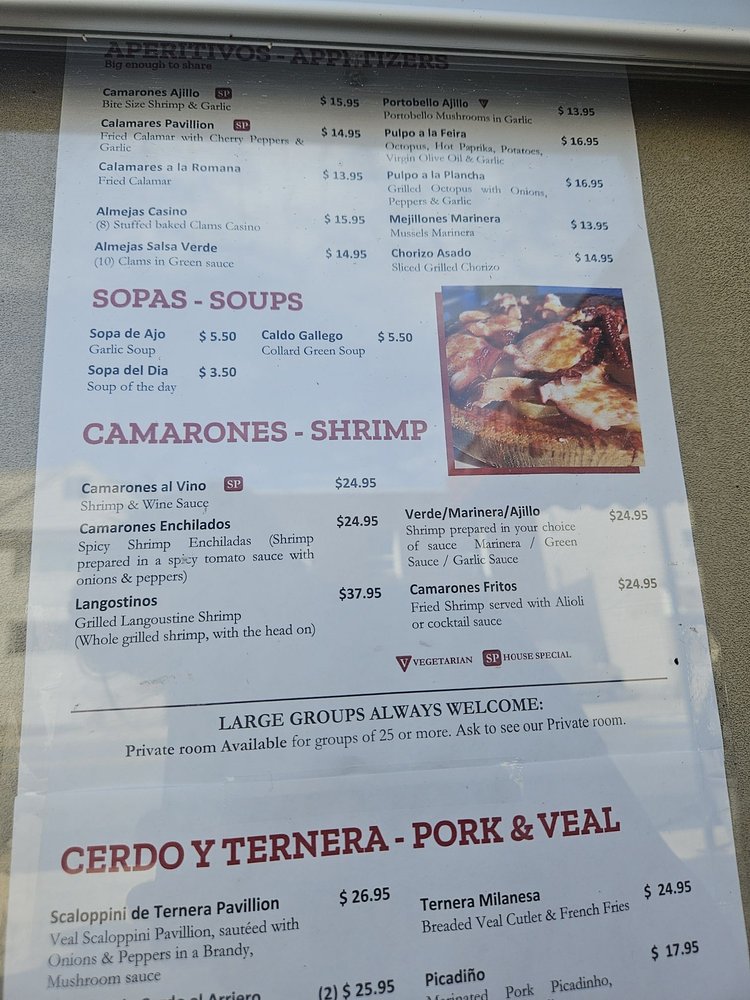 APERITIVOS - APPETIZERS
Big enough to share
Camarones Ajillo SP $ 15.95
Bite Size Shrimp & Garlic
Calamares Pavillion SP $ 14.95
Fried Calamar with Cherry Peppers &
Garlic
Calamares a la Romana $ 13.95
Fried Calamar
Almejas Casino $ 15.95
(8) Stuffed baked Clams Casino
Almejas Salsa Verde $ 14.95
(10) Clams in Green sauce
Portobello Ajillo V $ 13.95
Portobello Mushrooms in Garlic
Pulpo a la Feira $ 16.95
Octopus, Hot Paprika, Potatoes,
Virgin Olive Oil & Garlic
Pulpo a la Plancha $ 16.95
Grilled Octopus with Onions,
Peppers & Garlic
Mejillones Marinera $ 13.95
Mussels Marinera
Chorizo Asado $ 14.95
Sliced Grilled Chorizo
SOPAS - SOUPS
Sopa de Ajo $ 5.50
Garlic Soup
Sopa del Dia $ 3.50
Soup of the day
Caldo Gallego $ 5.50
Collard Green Soup
CAMARONES - SHRIMP
Camarones al Vino SP $24.95
Shrimp & Wine Sauce
Camarones Enchilados $24.95
Spicy Shrimp Enchiladas (Shrimp
prepared in a spicy tomato sauce with
onions & peppers)
Langostinos $37.95
Grilled Langoustine Shrimp
(Whole grilled shrimp, with the head on)
Verde/Marinera/Ajillo $24.95
Shrimp prepared in your choice
of sauce Marinera / Green
Sauce / Garlic Sauce
Camarones Fritos $24.95
Fried Shrimp served with Alioli
or cocktail sauce
V VEGETARIAN SP HOUSE SPECIAL
LARGE GROUPS ALWAYS WELCOME:
Private room Available for groups of 25 or more. Ask to see our Private room.
CERDO Y TERNERA - PORK & VEAL
Scaloppini de Ternera Pavillion $ 26.95
Veal Scaloppini Pavillion, sautéed with
Onions & Peppers in a Brandy,
Mushroom sauce
al Arriero (2) $ 25.95
Ternera Milanesa $ 24.95
Breaded Veal Cutlet & French Fries
Picadiño $ 17.95
Marinated Pork Picadinho,